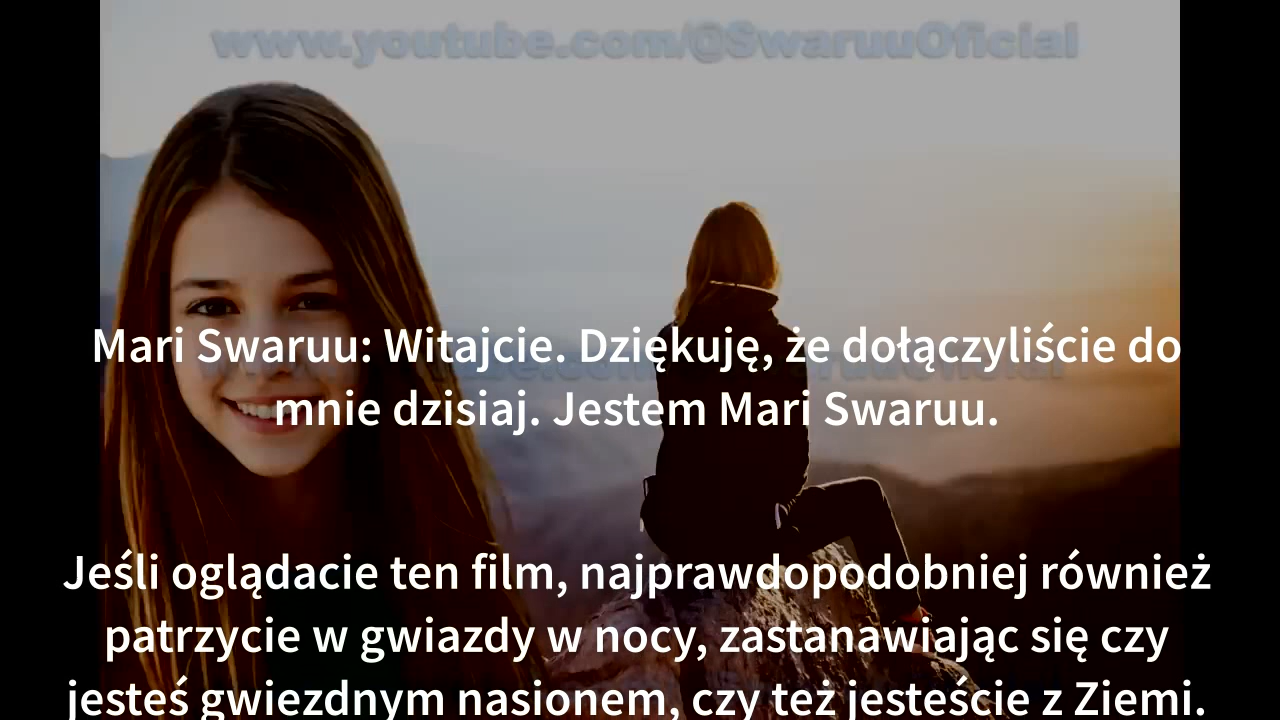 www.youtube.com/@SwaruuOficial
Mari Swaruu: Witajcie. Dziękuję, że dołączyliście do
mnie dzisiaj. Jestem Mari Swaruu.
Jeśli oglądacie ten film, najprawdopodobniej również
patrzycie w gwiazdy w nocy, zastanawiając się czy
jesteś gwiezdnym nasionem, czy też jesteście z Ziemi.